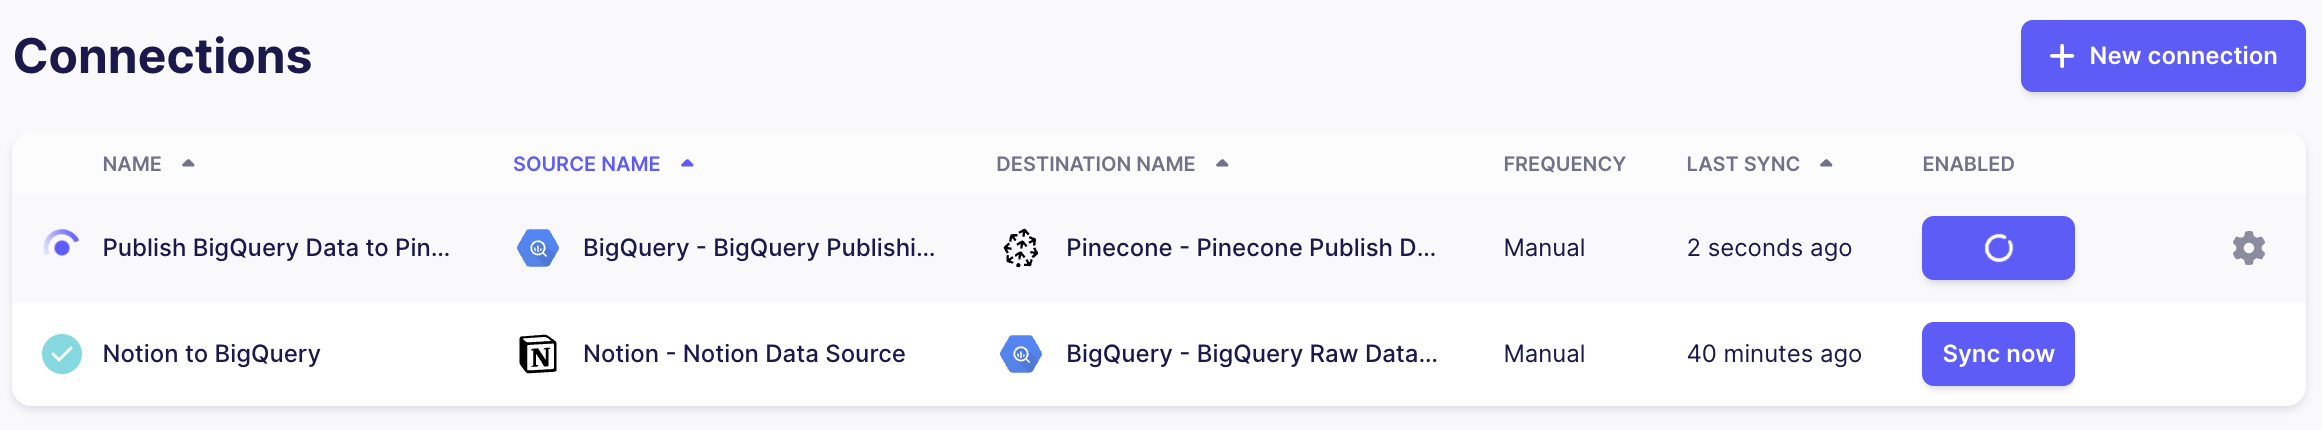 Connections
+ New connection
NAME SOURCE NAME DESTINATION NAME FREQUENCY LAST SYNC ENABLED
Publish BigQuery Data to Pin... BigQuery - BigQuery Publishi... Pinecone - Pinecone Publish D... Manual 2 seconds ago
Notion to BigQuery N Notion - Notion Data Source BigQuery - BigQuery Raw Data... Manual 40 minutes ago Sync now